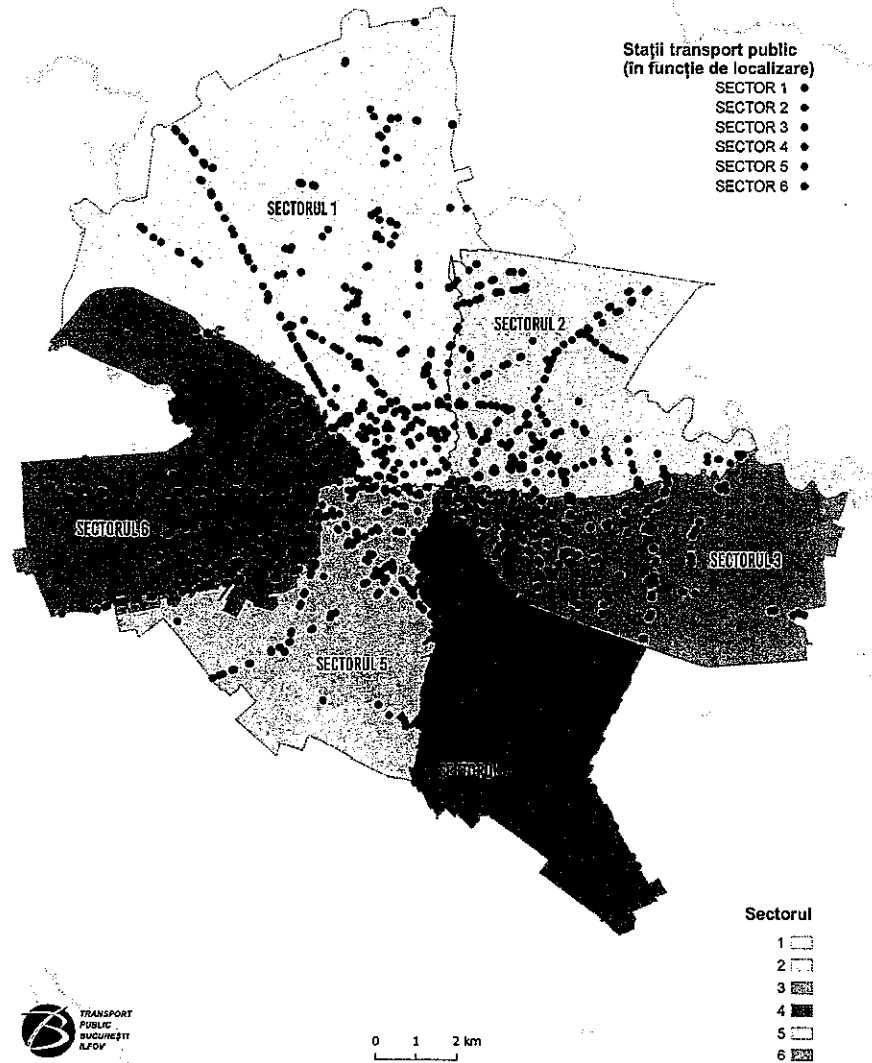 Stații transport public
(în funcție de localizare)
SECTOR 1
SECTOR 2
SECTOR 3
SECTOR 4
SECTOR 5
SECTOR 6
SECTORUL 1
SECTORUL 2
SECTORUL 6
SECTORUL 3
SECTORUL 5
Sectorul
1
2
3
4
5
6
TRANSPORT
PUBLIC
BUCUREȘTI
ILFOV
0 1 2 km